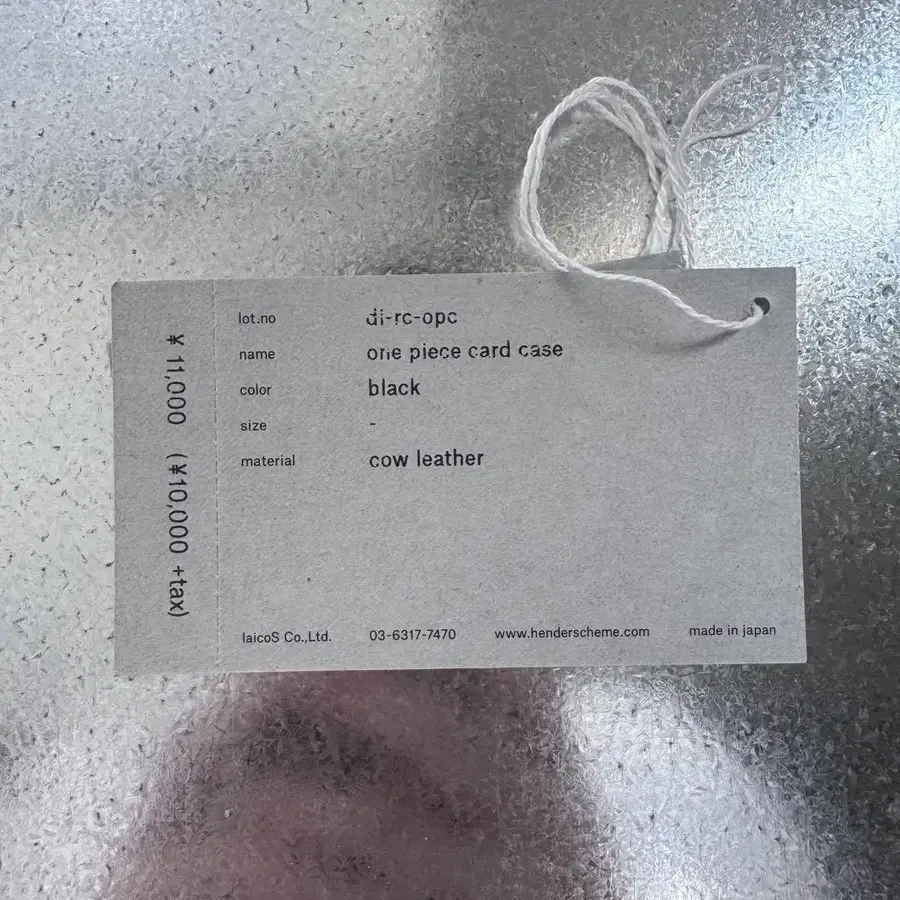 ¥ 11,000 (¥10,000 +tax)
lot.no di-rc-opc
name one piece card case
color black
size -
material cow leather
laicoS Co.,Ltd. 03-6317-7470 www.henderscheme.com made in japan